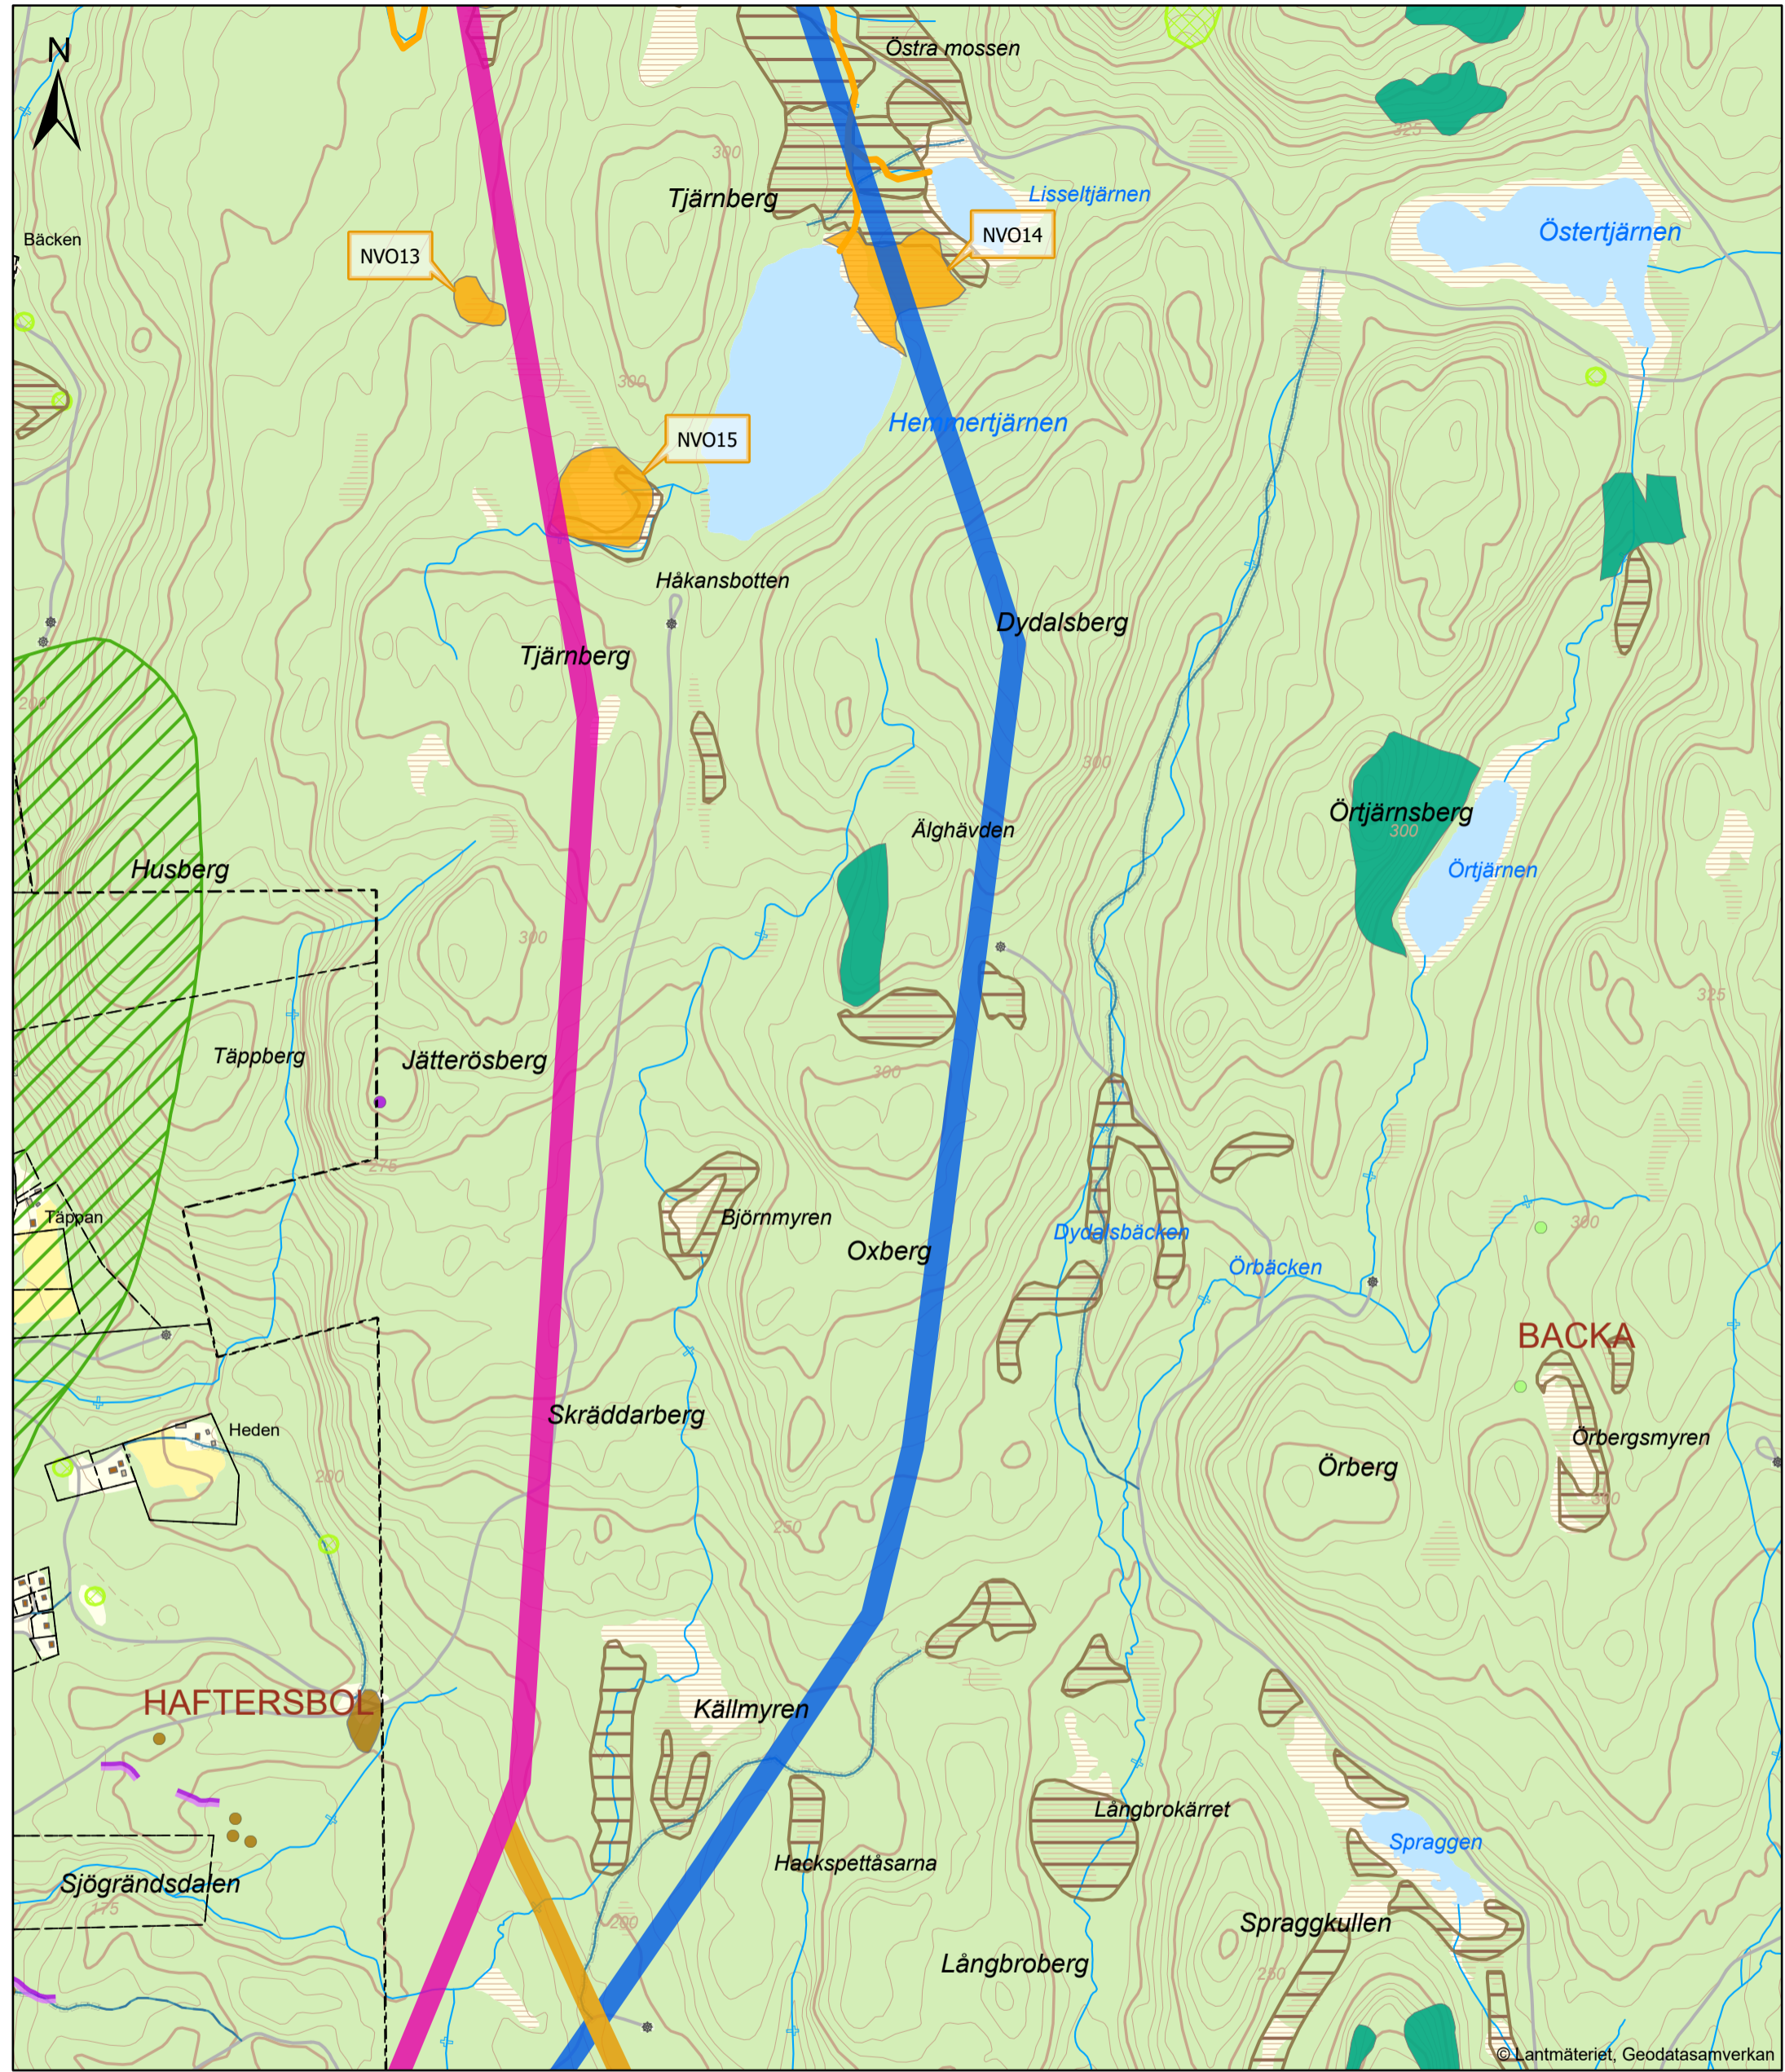 N
Östra mossen
325
300
Tjärnberg
Lisseltjärnen
Östertjärnen
Bäcken
NVO13
NVO14
300
Hemmertjärnen
NVO15
Håkansbotten
Dydalsberg
Tjärnberg
200
300
Örtjärnsberg
300
Älghävden
Husberg
Örtjärnen
300
325
Täppberg
Jätterösberg
300
275
Täppan
Björnmyren
Dydalsbäcken
300
Oxberg
Örbäcken
BACKA
Skräddarberg
Heden
Örbergsmyren
Örberg
200
300
250
HAFTERSBOL
Källmyren
Långbrokärret
Spraggen
Hackspettåsarna
Sjögrändsdalen
175
200
Spraggkullen
Långbroberg
250
© Lantmäteriet, Geodatasamverkan